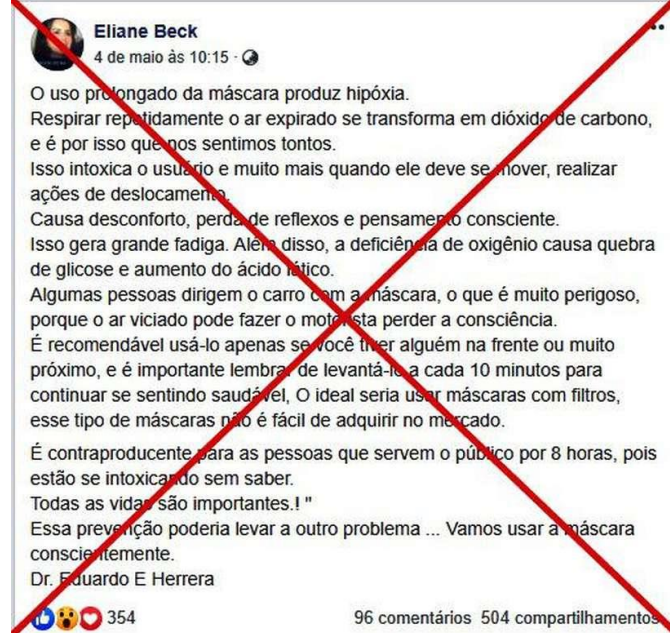 Eliane Beck
4 de maio às 10:15 ·
O uso prolongado da máscara produz hipóxia.
Respirar repetidamente o ar expirado se transforma em dióxido de carbono,
e é por isso que nos sentimos tontos.
Isso intoxica o usuário e muito mais quando ele deve se mover, realizar
ações de deslocamento.
Causa desconforto, perda de reflexos e pensamento consciente.
Isso gera grande fadiga. Além disso, a deficiência de oxigênio causa quebra
de glicose e aumento do ácido lático.
Algumas pessoas dirigem o carro com a máscara, o que é muito perigoso,
porque o ar viciado pode fazer o motorista perder a consciência.
É recomendável usá-lo apenas se você tiver alguém na frente ou muito
próximo, e é importante lembrar de levantá-lo a cada 10 minutos para
continuar se sentindo saudável, O ideal seria usar máscaras com filtros,
esse tipo de máscaras não é fácil de adquirir no mercado.
É contraproducente para as pessoas que servem o público por 8 horas, pois
estão se intoxicando sem saber.
Todas as vidas são importantes.! "
Essa prevenção poderia levar a outro problema ... Vamos usar a máscara
conscientemente.
Dr. Eduardo E Herrera
354
96 comentários 504 compartilhamentos